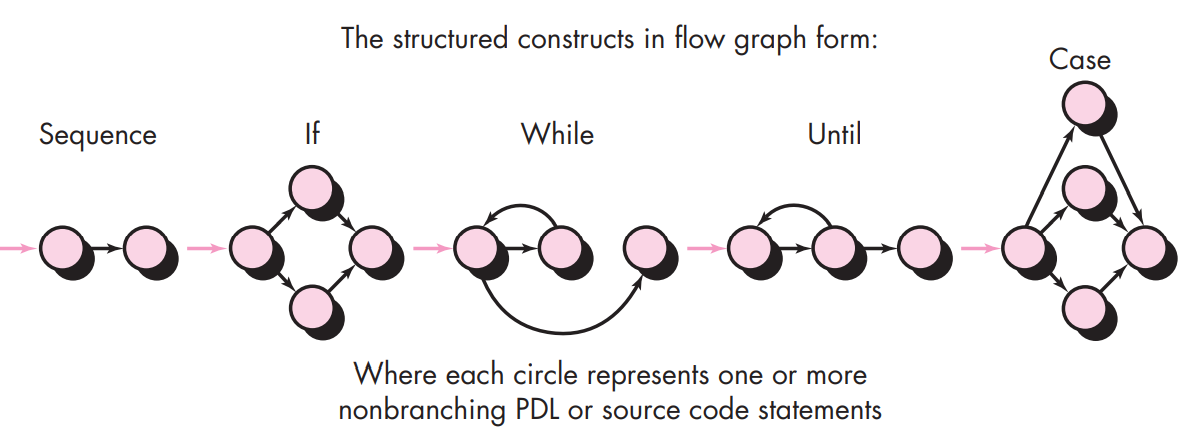 The structured constructs in flow graph form:
Case
Sequence
If
While
Until
Where each circle represents one or more
nonbranching PDL or source code statements